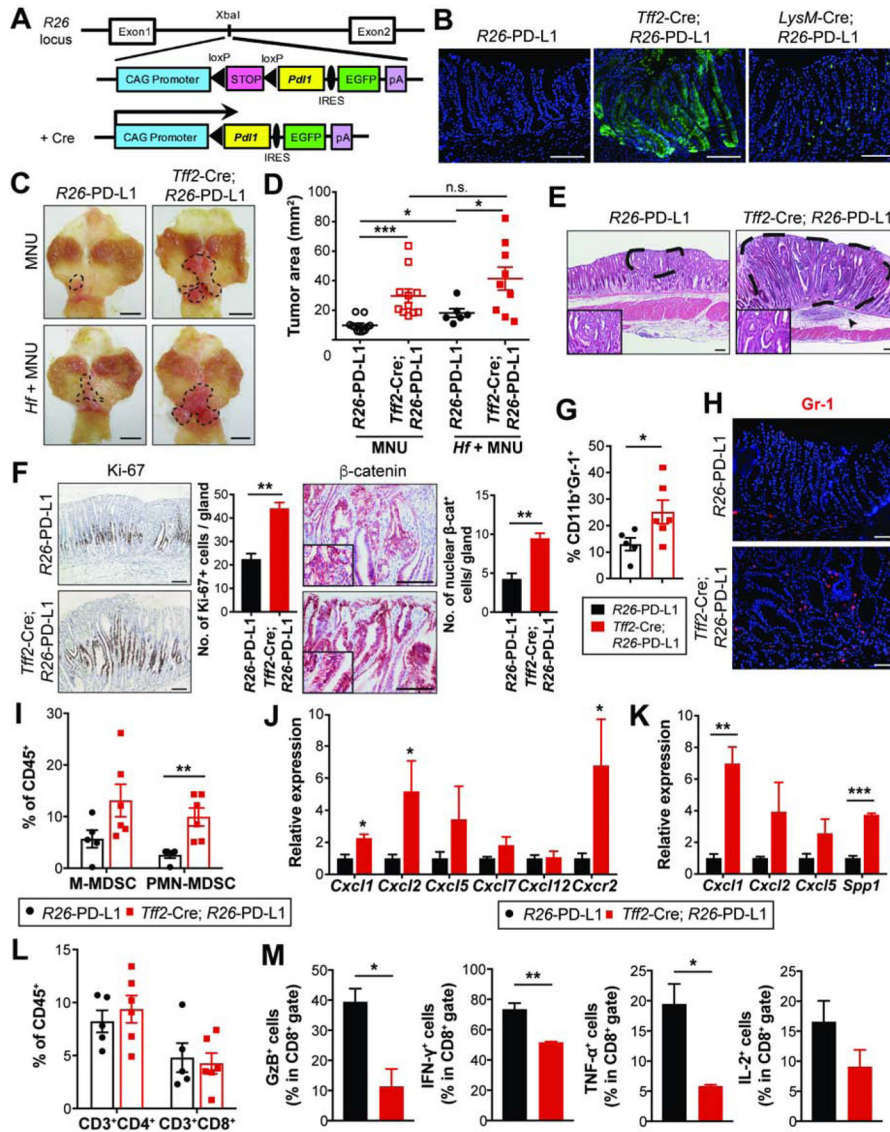 A
R26
locus
XbaI
Exon1
Exon2
loxP
loxP
CAG Promoter
STOP
Pdl1
EGFP
pA
IRES
+ Cre
CAG Promoter
Pdl1
EGFP
pA
IRES
B
R26-PD-L1
Tff2-Cre;
R26-PD-L1
LysM-Cre;
R26-PD-L1
C
R26-PD-L1
Tff2-Cre;
R26-PD-L1
MNU
Hf + MNU
D
Tumor area (mm²)
100
80
60
40
20
0
n.s.
*
*
***
R26-PD-L1
Tff2-Cre;
R26-PD-L1
R26-PD-L1
Tff2-Cre;
R26-PD-L1
MNU
Hf + MNU
E
R26-PD-L1
Tff2-Cre; R26-PD-L1
F
Ki-67
R26-PD-L1
Tff2-Cre;
R26-PD-L1
No. of Ki-67+ cells / gland
50
40
30
20
10
0
**
R26-PD-L1
Tff2-Cre;
R26-PD-L1
β-catenin
No. of nuclear β-cat⁺
cells/ gland
15
10
5
0
**
R26-PD-L1
Tff2-Cre;
R26-PD-L1
G
% CD11b⁺Gr-1⁺
50
40
30
20
10
0
*
R26-PD-L1
Tff2-Cre;
R26-PD-L1
H
Gr-1
R26-PD-L1
Tff2-Cre;
R26-PD-L1
I
% of CD45⁺
30
20
10
0
**
M-MDSC
PMN-MDSC
R26-PD-L1
Tff2-Cre; R26-PD-L1
J
Relative expression
10
8
6
4
2
0
*
*
*
Cxcl1
Cxcl2
Cxcl5
Cxcl7
Cxcl12
Cxcr2
K
Relative expression
10
8
6
4
2
0
**
***
Cxcl1
Cxcl2
Cxcl5
Spp1
R26-PD-L1
Tff2-Cre; R26-PD-L1
L
% of CD45⁺
15
10
5
0
CD3⁺CD4⁺
CD3⁺CD8⁺
M
GzB⁺ cells
(% in CD8⁺ gate)
50
40
30
20
10
0
*
IFN-γ⁺ cells
(% in CD8⁺ gate)
100
80
60
40
20
0
**
TNF-α⁺ cells
(% in CD8⁺ gate)
25
20
15
10
5
0
*
IL-2⁺ cells
(% in CD8⁺ gate)
25
20
15
10
5
0